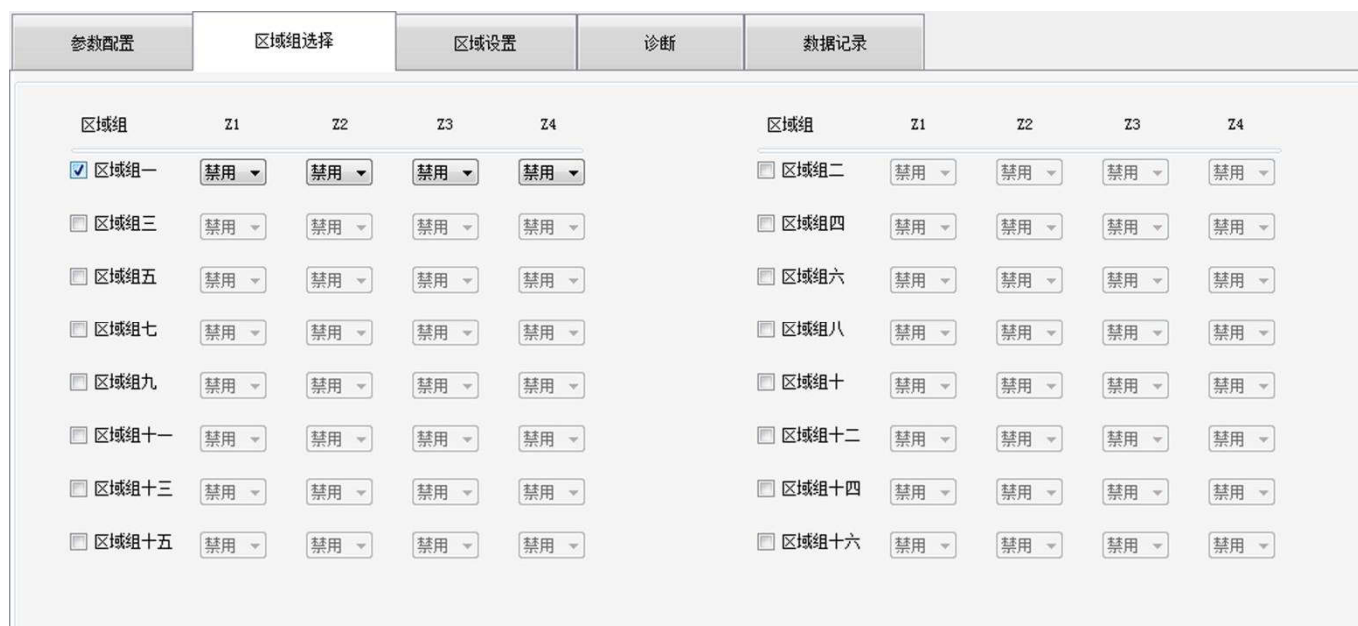 参数配置 区域组选择 区域设置 诊断 数据记录
区域组 Z1 Z2 Z3 Z4 区域组 Z1 Z2 Z3 Z4
区域组一 禁用 禁用 禁用 禁用 区域组二 禁用 禁用 禁用 禁用
区域组三 禁用 禁用 禁用 禁用 区域组四 禁用 禁用 禁用 禁用
区域组五 禁用 禁用 禁用 禁用 区域组六 禁用 禁用 禁用 禁用
区域组七 禁用 禁用 禁用 禁用 区域组八 禁用 禁用 禁用 禁用
区域组九 禁用 禁用 禁用 禁用 区域组十 禁用 禁用 禁用 禁用
区域组十一 禁用 禁用 禁用 禁用 区域组十二 禁用 禁用 禁用 禁用
区域组十三 禁用 禁用 禁用 禁用 区域组十四 禁用 禁用 禁用 禁用
区域组十五 禁用 禁用 禁用 禁用 区域组十六 禁用 禁用 禁用 禁用